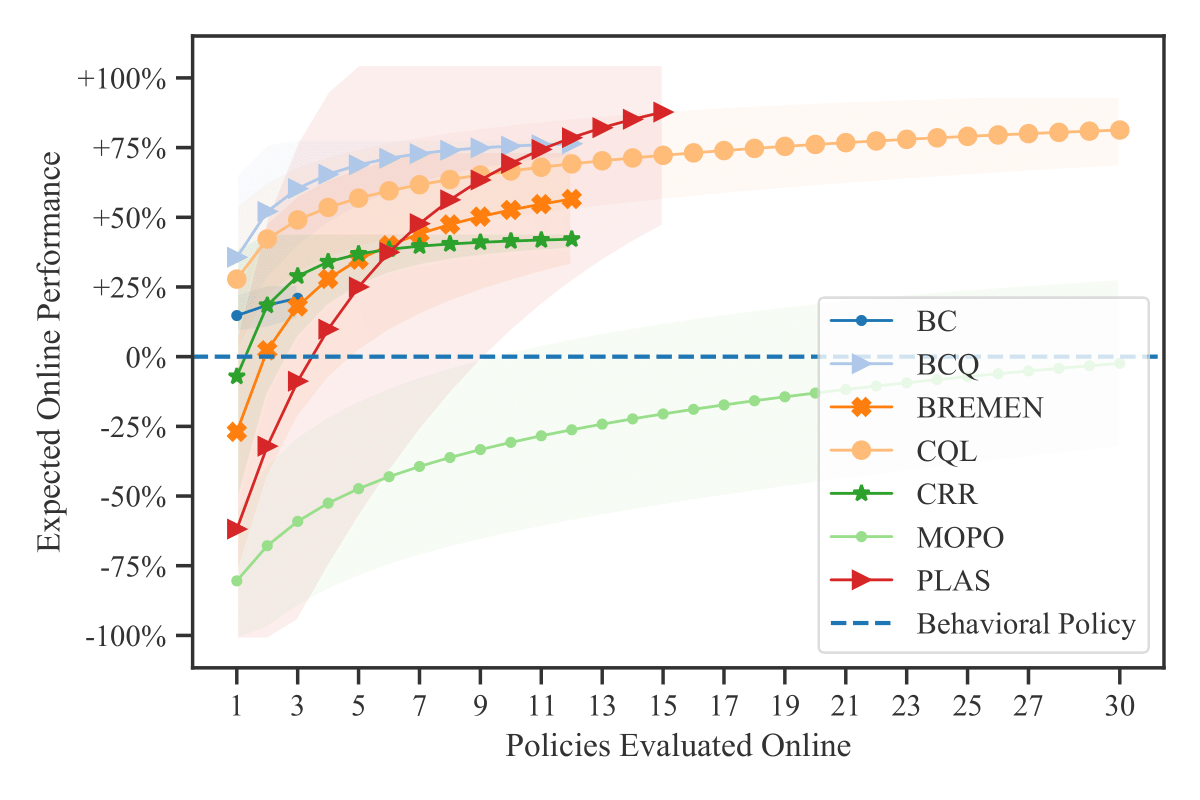 Expected Online Performance
+100%
+75%
+50%
+25%
0%
-25%
-50%
-75%
-100%
BC
BCQ
BREMEN
CQL
CRR
MOPO
PLAS
Behavioral Policy
1 3 5 7 9 11 13 15 17 19 21 23 25 27 30
Policies Evaluated Online